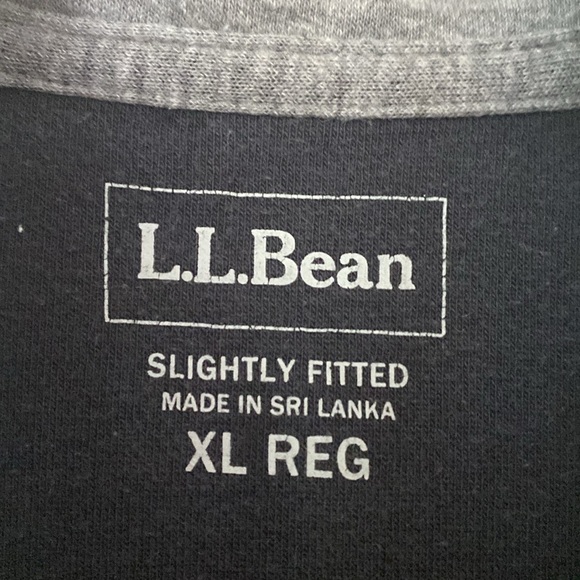 L.L.Bean
SLIGHTLY FITTED
MADE IN SRI LANKA
XL REG